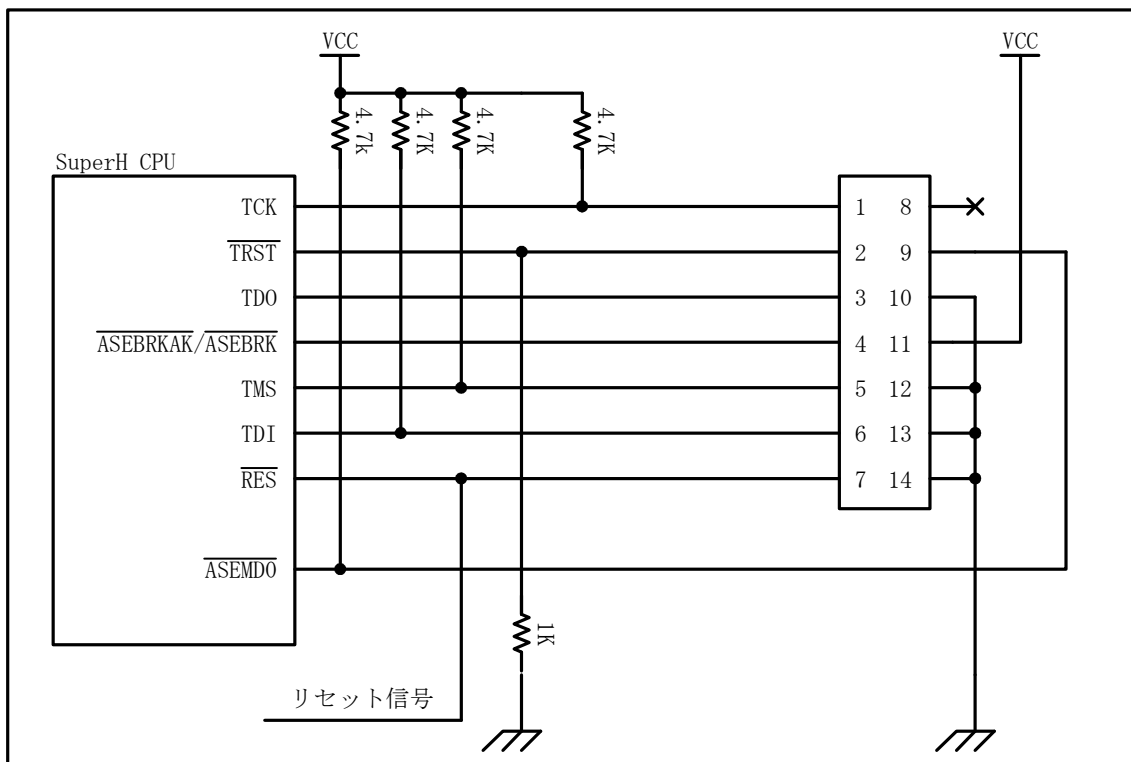 VCC
VCC
4.7k
4.7K
4.7K
4.7K
SuperH CPU
TCK
1 8
TRST
2 9
TDO
3 10
ASEBRKAK/ASEBRK
4 11
TMS
5 12
TDI
6 13
RES
7 14
ASEMDO
1K
リセット信号